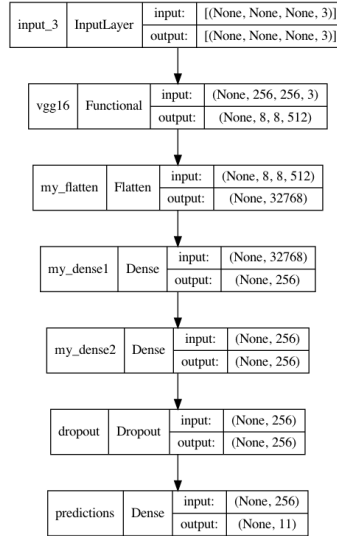 input_3 InputLayer input: [(None, None, None, 3)]
output: [(None, None, None, 3)]
vgg16 Functional input: (None, 256, 256, 3)
output: (None, 8, 8, 512)
my_flatten Flatten input: (None, 8, 8, 512)
output: (None, 32768)
my_dense1 Dense input: (None, 32768)
output: (None, 256)
my_dense2 Dense input: (None, 256)
output: (None, 256)
dropout Dropout input: (None, 256)
output: (None, 256)
predictions Dense input: (None, 256)
output: (None, 11)